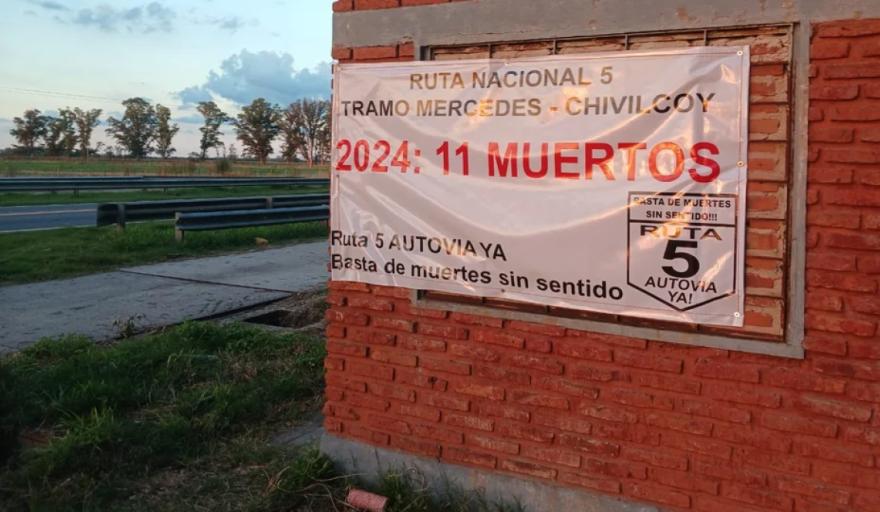 RUTA NACIONAL 5
TRAMO MERCEDES - CHIVILCOY
2024: 11 MUERTOS
Ruta 5 AUTOVIA YA
Basta de muertes sin sentido
BASTA DE MUERTES
SIN SENTIDO!!!
RUTA
5
AUTOVIA
YA!